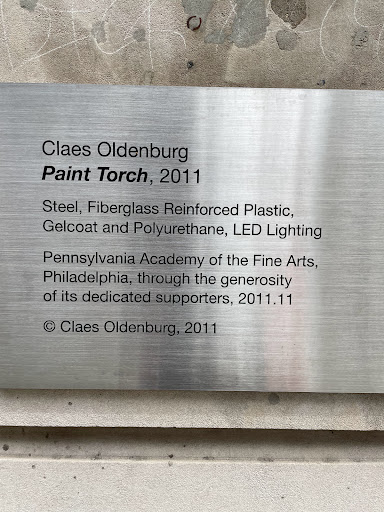 Claes Oldenburg
Paint Torch, 2011
Steel, Fiberglass Reinforced Plastic,
Gelcoat and Polyurethane, LED Lighting
Pennsylvania Academy of the Fine Arts,
Philadelphia, through the generosity
of its dedicated supporters, 2011.11
© Claes Oldenburg, 2011